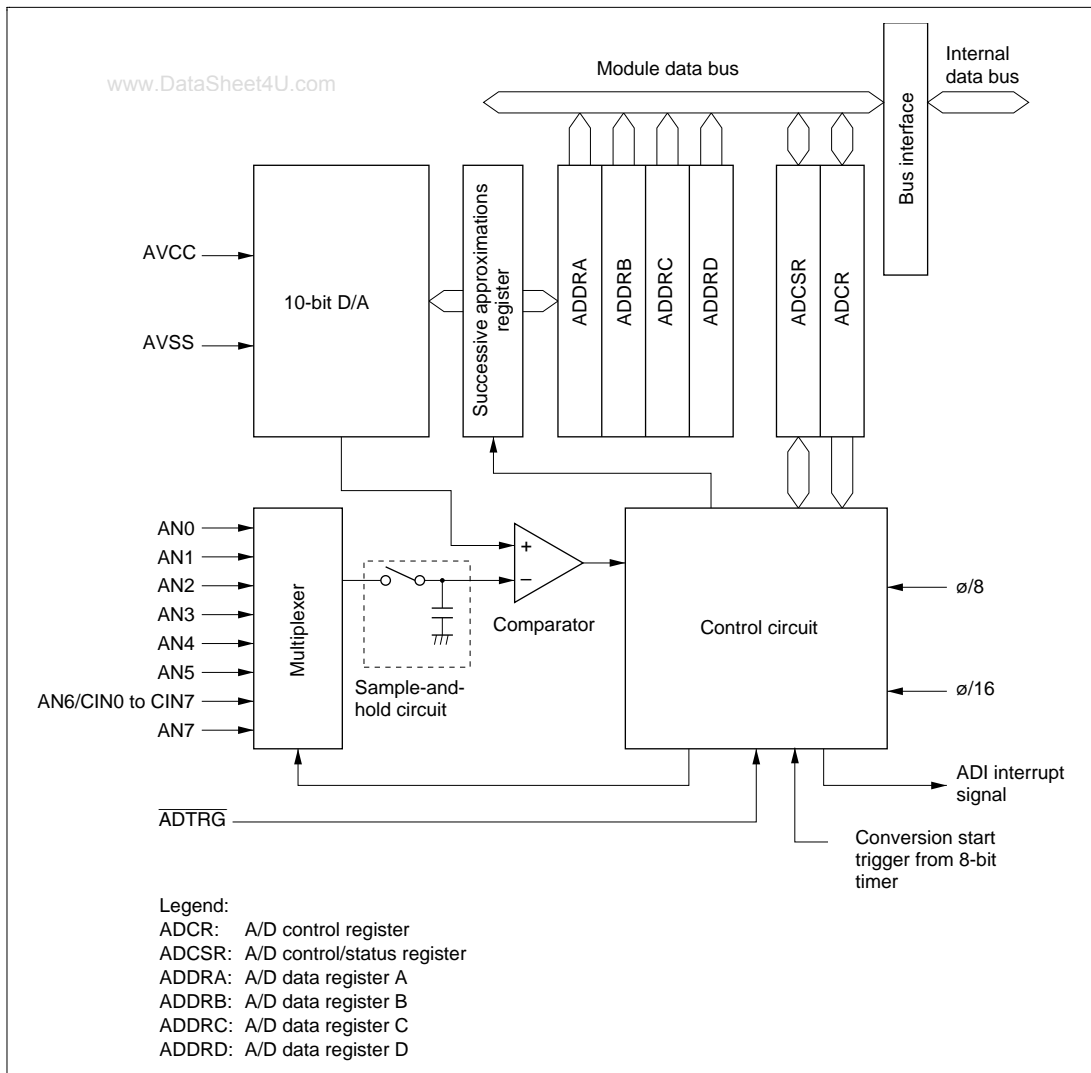 www.DataSheet4U.com
Module data bus
Internal
data bus
Bus interface
AVCC
AVSS
10-bit D/A
Successive approximations
register
ADDRA
ADDRB
ADDRC
ADDRD
ADCSR
ADCR
AN0
AN1
AN2
AN3
AN4
AN5
AN6/CIN0 to CIN7
AN7
Multiplexer
+
−
Comparator
Sample-and-
hold circuit
Control circuit
ø/8
ø/16
ADI interrupt
signal
ADTRG
Conversion start
trigger from 8-bit
timer
Legend:
ADCR: A/D control register
ADCSR: A/D control/status register
ADDRA: A/D data register A
ADDRB: A/D data register B
ADDRC: A/D data register C
ADDRD: A/D data register D